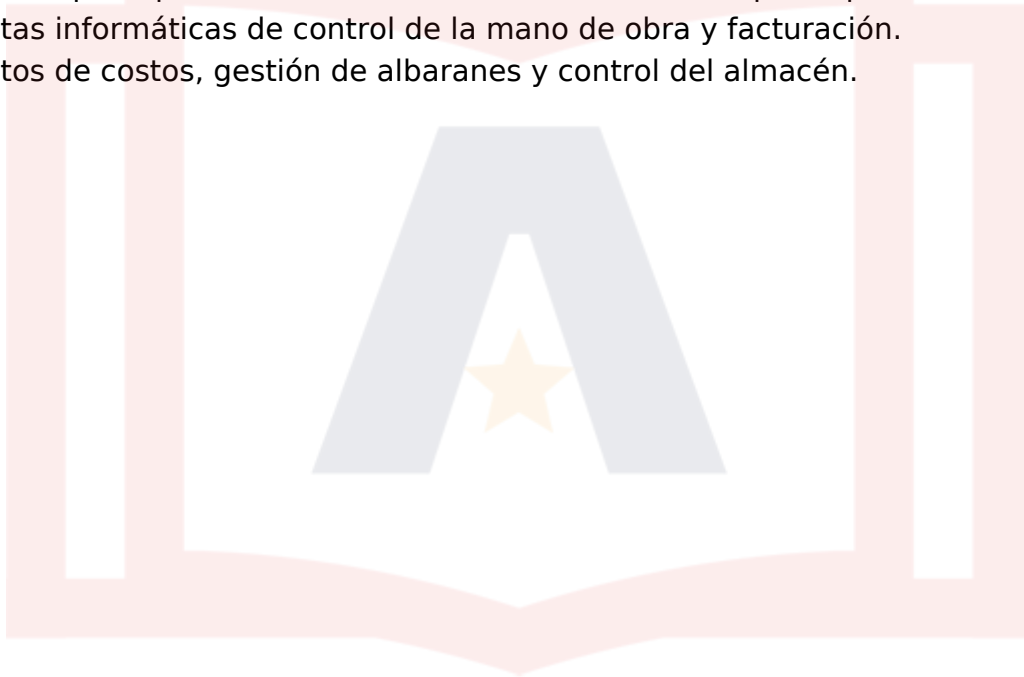 tas informáticas de control de la mano de obra y facturación.
tos de costos, gestión de albaranes y control del almacén.
A